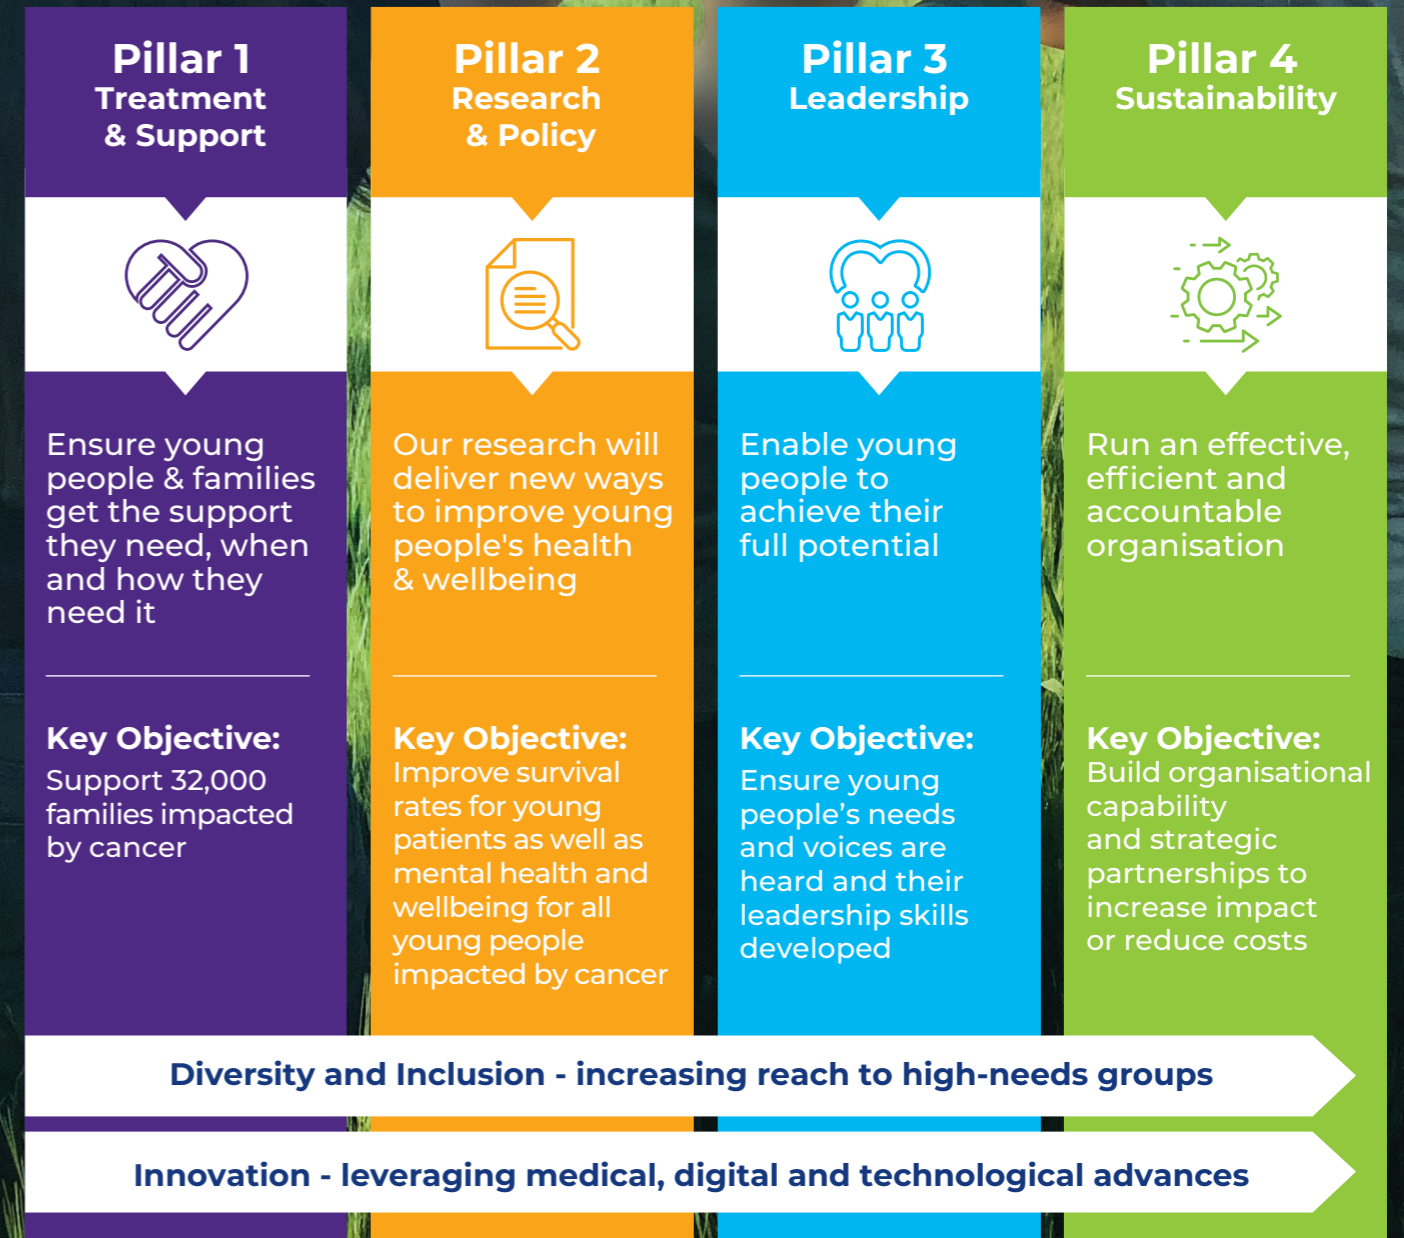 Pillar 1
Treatment
& Support
Ensure young
people & families
get the support
they need, when
and how they
need it
Key Objective:
Support 32,000
families impacted
by cancer
Pillar 2
Research
& Policy
Our research will
deliver new ways
to improve young
people's health
& wellbeing
Key Objective:
Improve survival
rates for young
patients as well as
mental health and
wellbeing for all
young people
impacted by cancer
Pillar 3
Leadership
Enable young
people to
achieve their
full potential
Key Objective:
Ensure young
people’s needs
and voices are
heard and their
leadership skills
developed
Pillar 4
Sustainability
Run an effective,
efficient and
accountable
organisation
Key Objective:
Build organisational
capability
and strategic
partnerships to
increase impact
or reduce costs
Diversity and Inclusion - increasing reach to high-needs groups
Innovation - leveraging medical, digital and technological advances